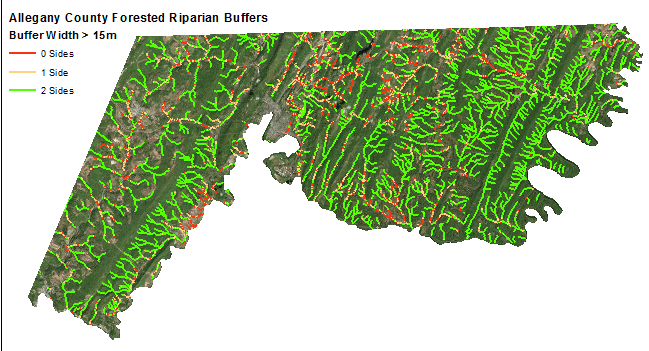 Allegany County Forested Riparian Buffers
Buffer Width > 15m
0 Sides
1 Side
2 Sides